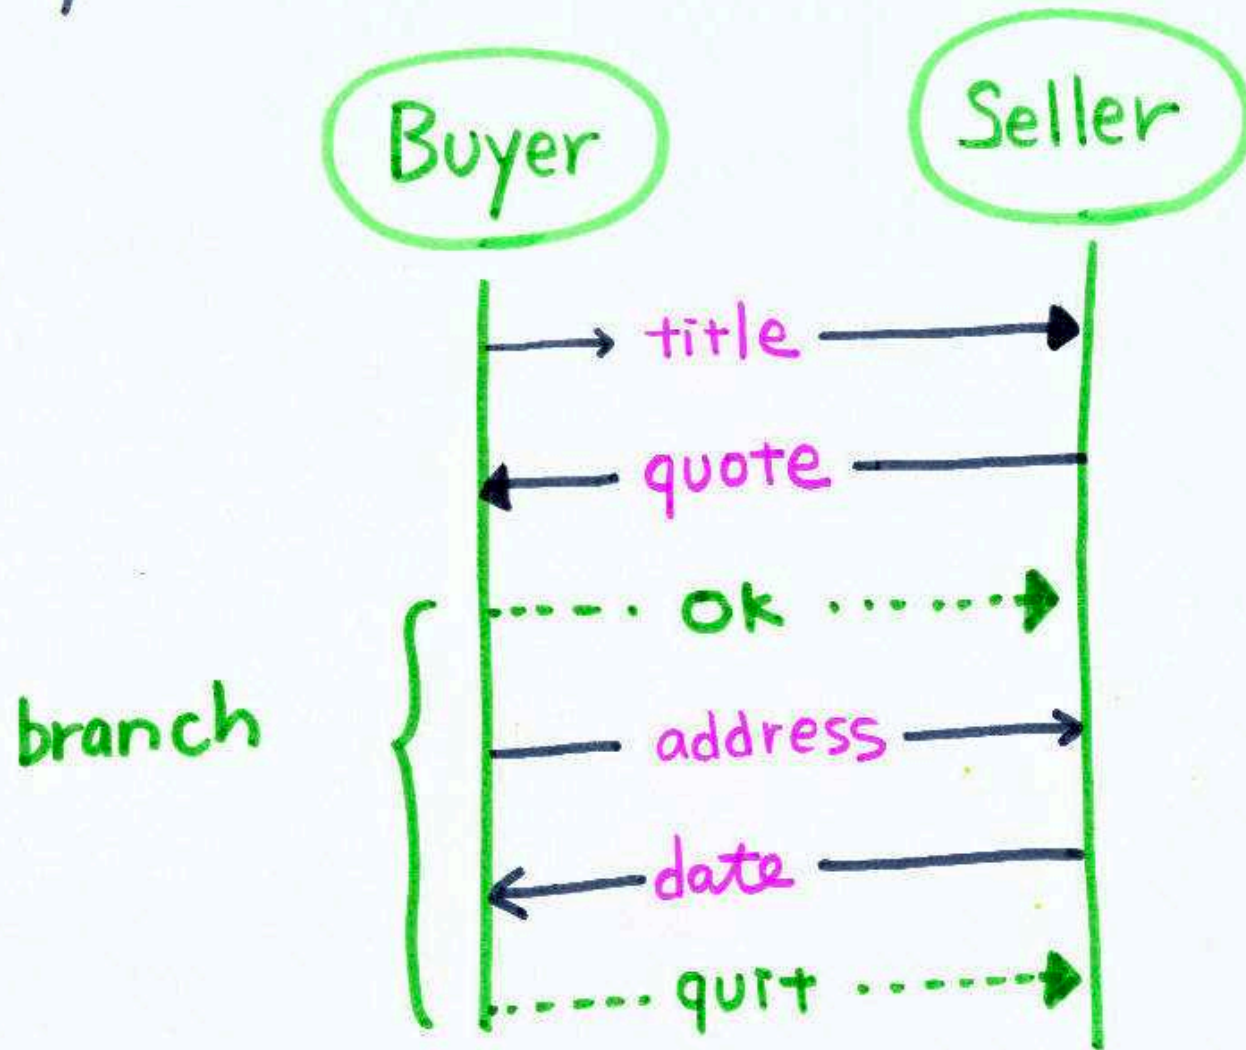 Buyer
Seller
title
quote
ok
branch
address
date
quit